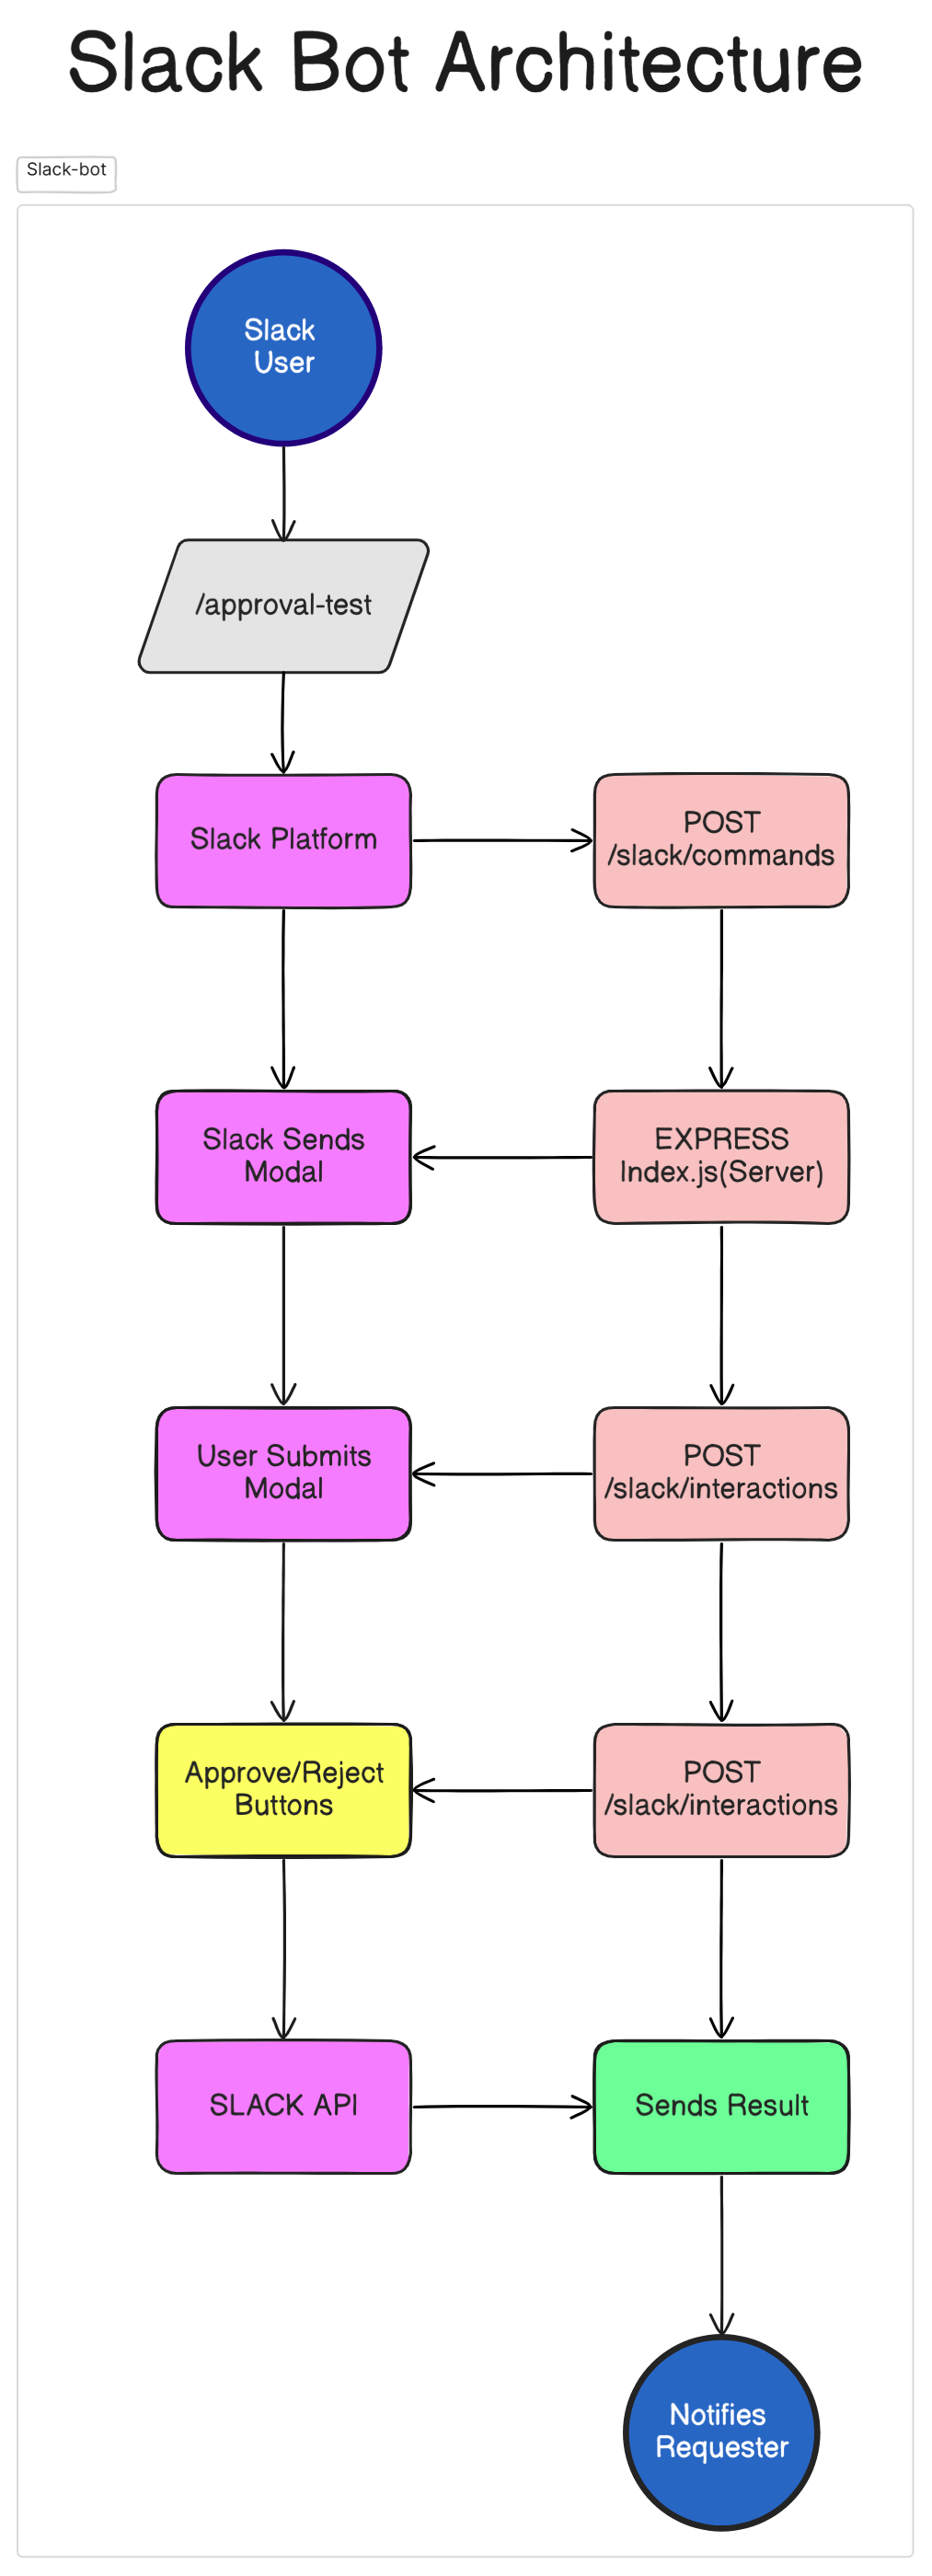 Slack Bot Architecture
Slack-bot
Slack
User
/approval-test
Slack Platform
POST
/slack/commands
Slack Sends
Modal
EXPRESS
Index.js(Server)
User Submits
Modal
POST
/slack/interactions
Approve/Reject
Buttons
POST
/slack/interactions
SLACK API
Sends Result
Notifies
Requester